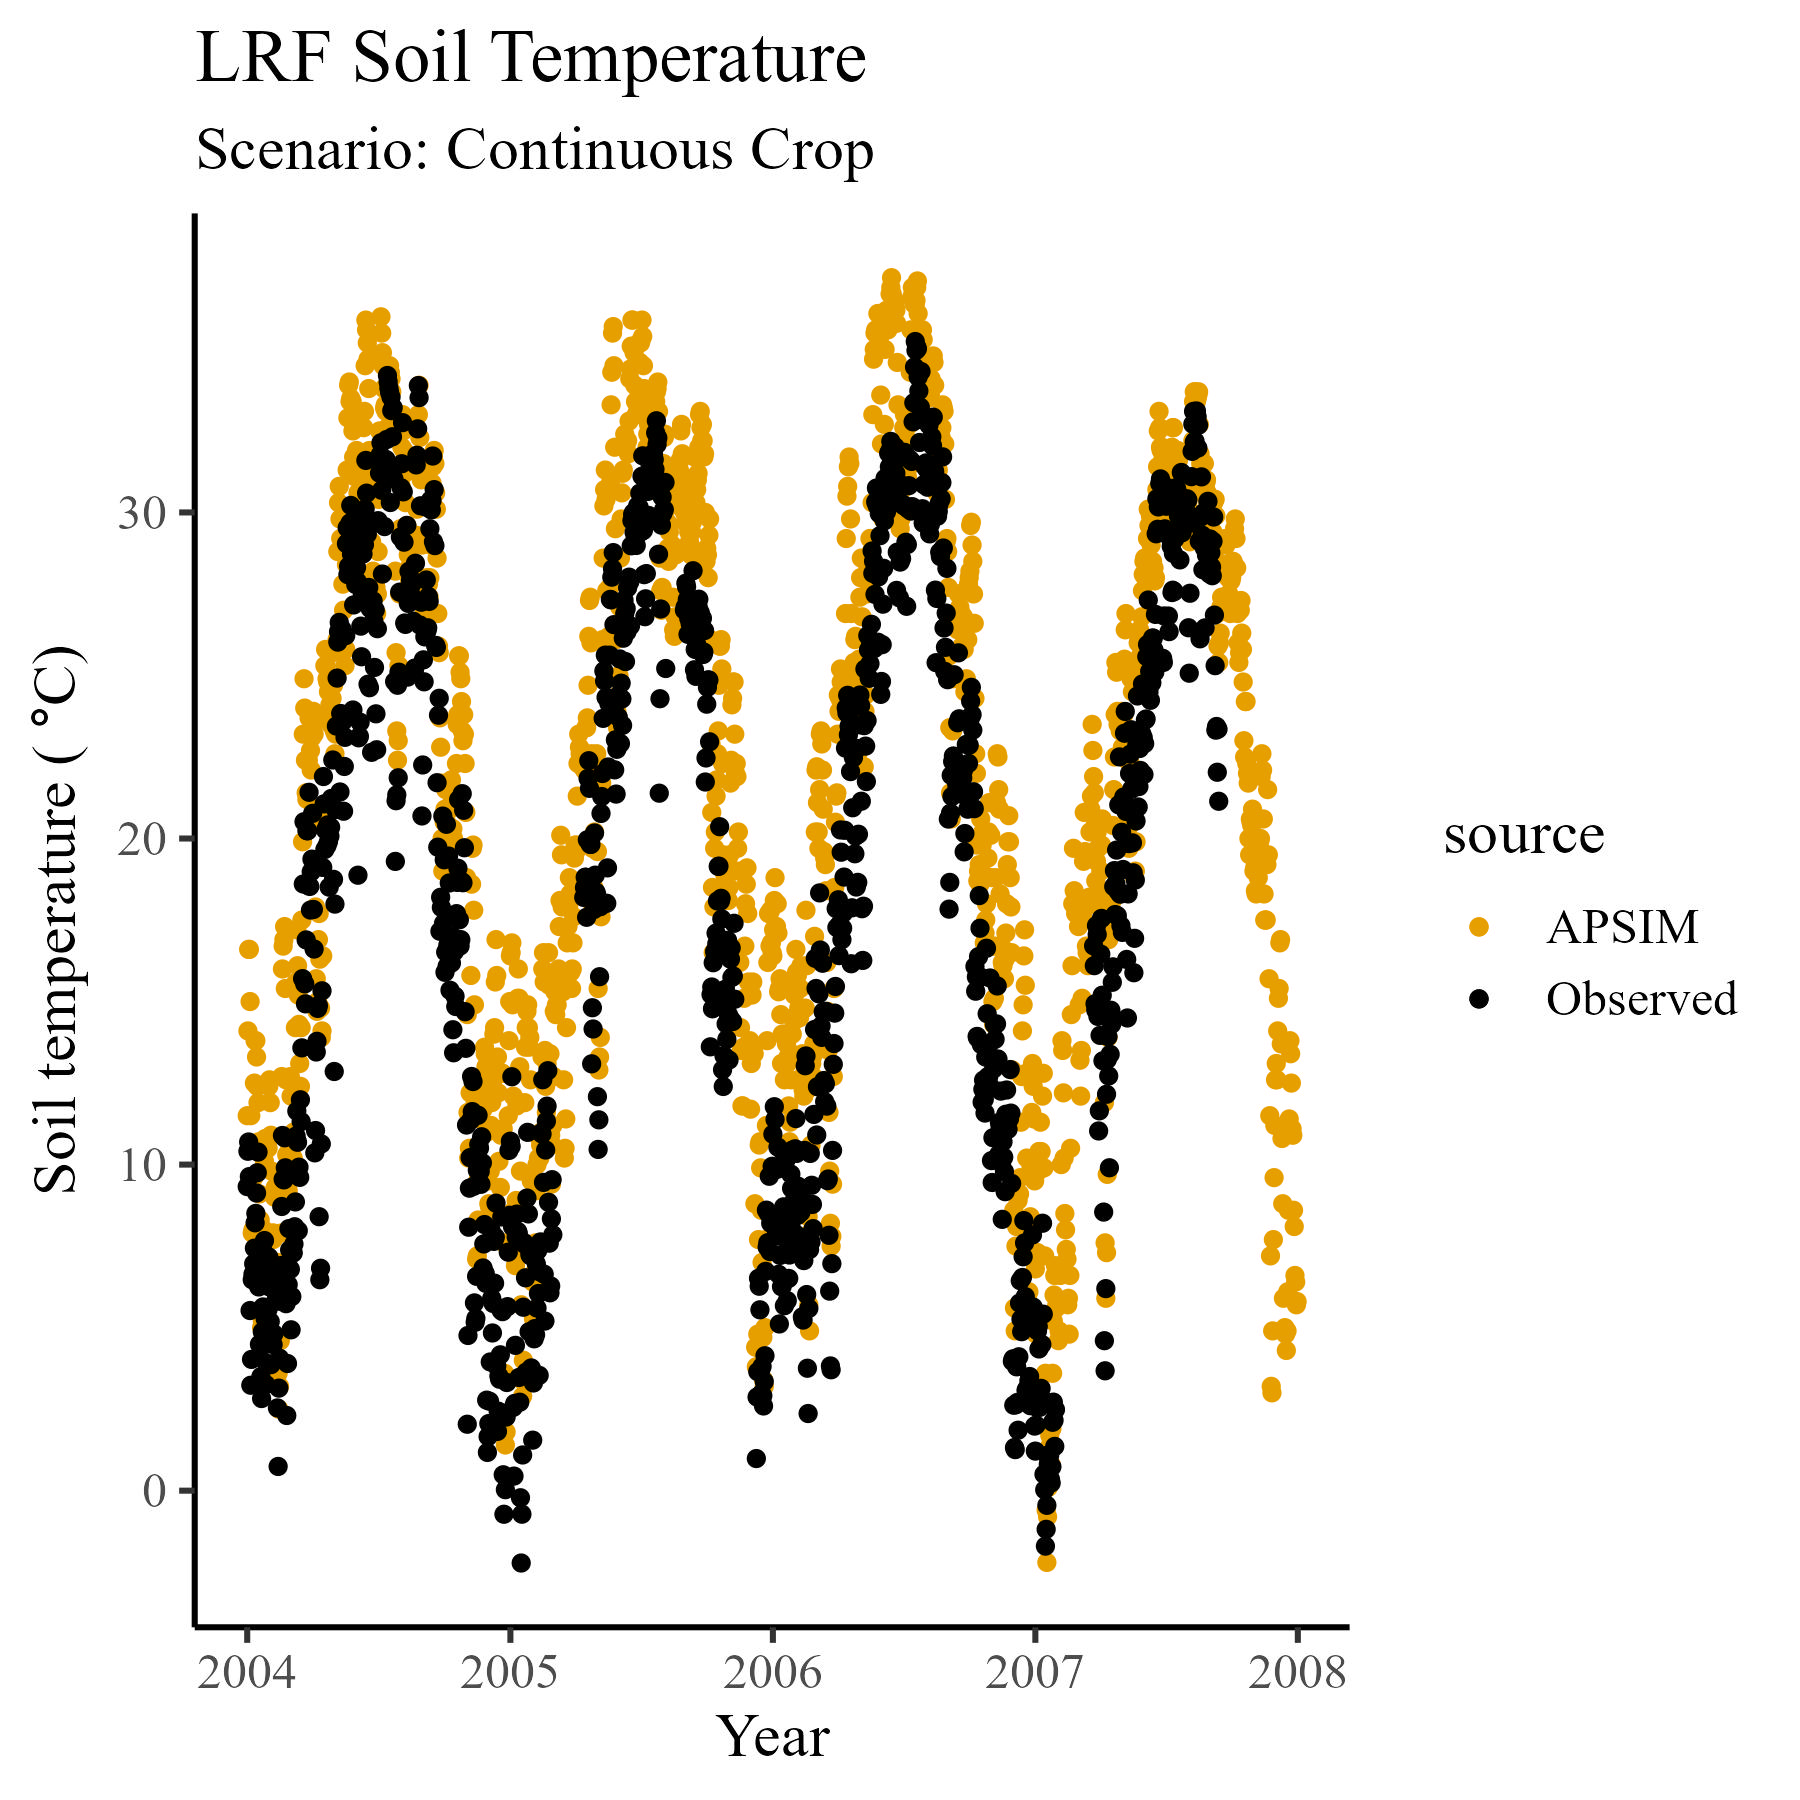 LRF Soil Temperature
Scenario: Continuous Crop
Soil temperature ( °C)
30
20
10
0
2004 2005 2006 2007 2008
Year
source
APSIM
Observed